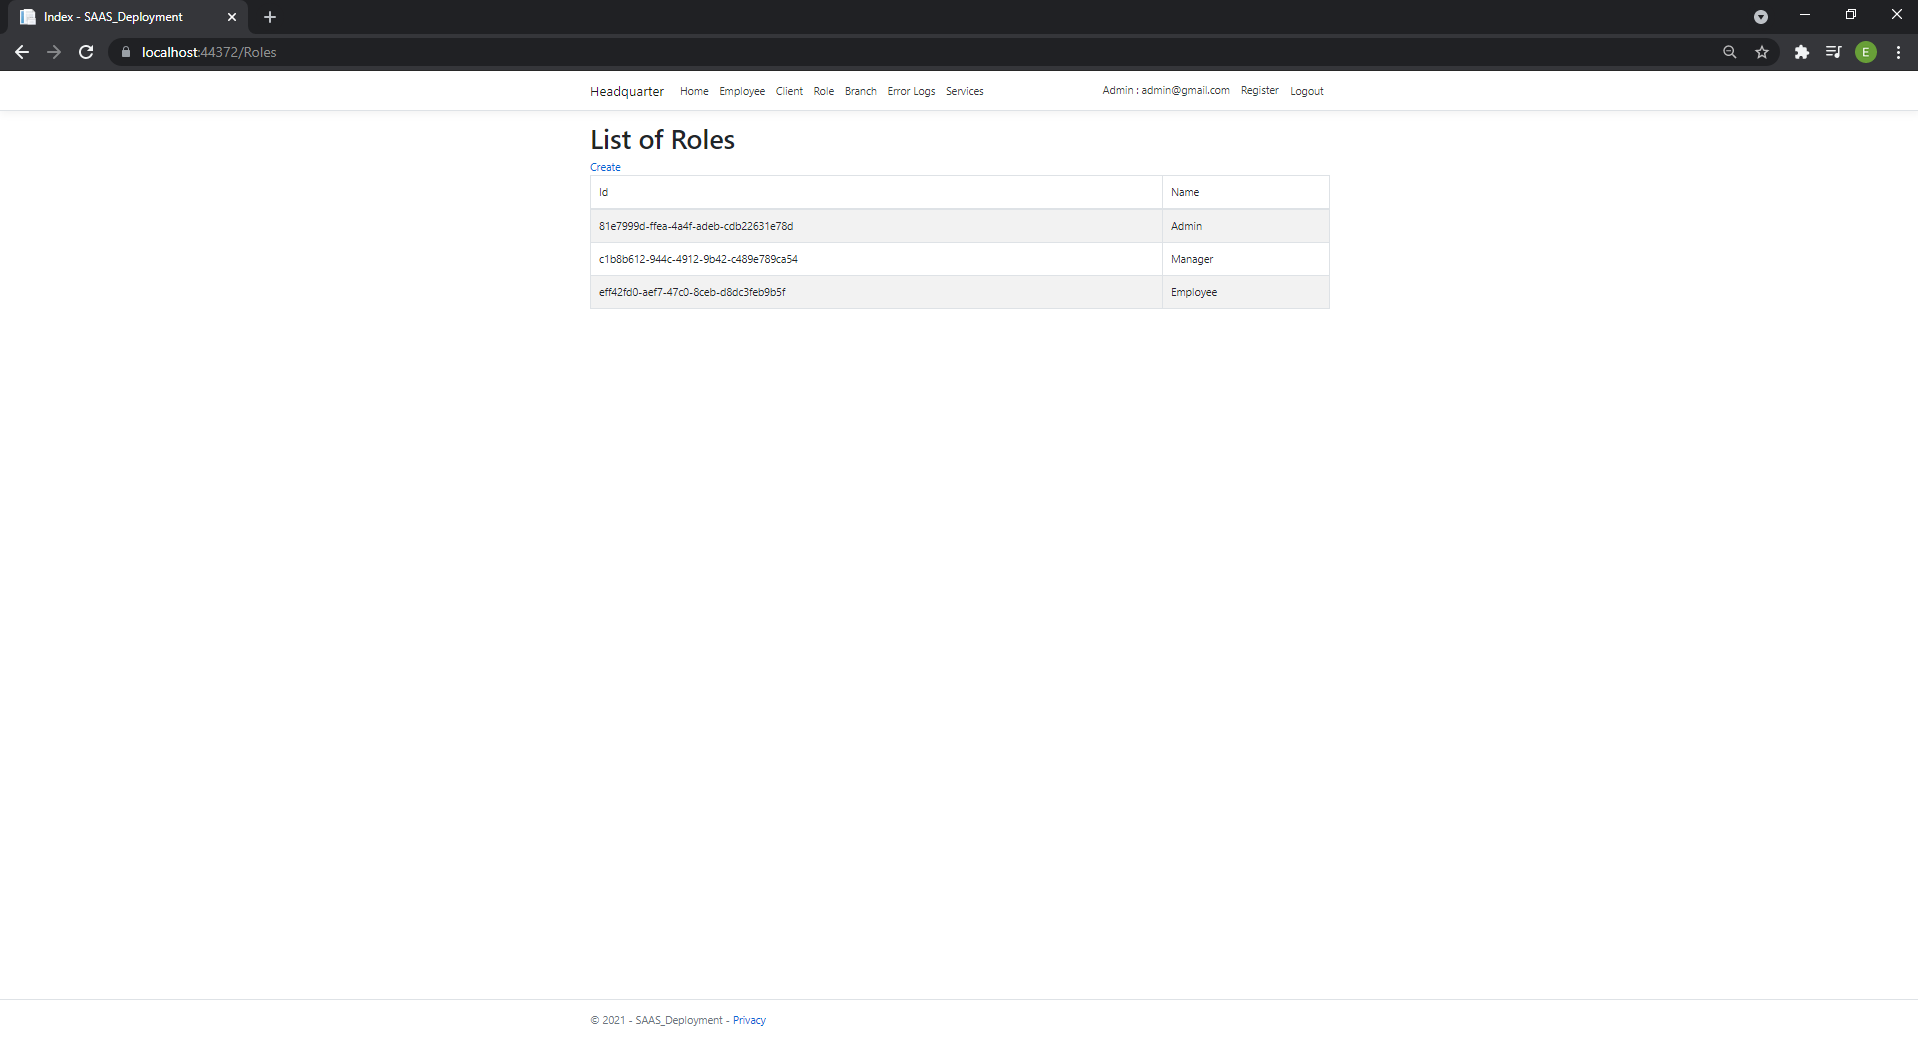 Index - SAAS_Deployment
localhost:44372/Roles
E
Headquarter Home Employee Client Role Branch Error Logs Services Admin : admin@gmail.com Register Logout
List of Roles
Create
Id Name
81e7999d-ffea-4a4f-adeb-cdb22631e78d Admin
c1b8b612-944c-4912-9b42-c489e789ca54 Manager
eff42fd0-aef7-47c0-8ceb-d8dc3feb9b5f Employee
© 2021 - SAAS_Deployment - Privacy